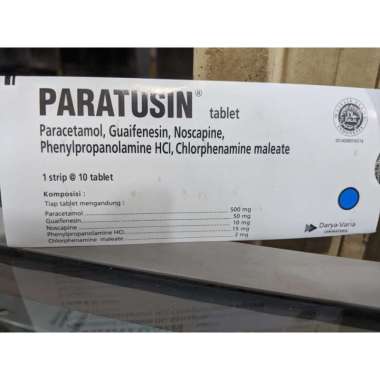 PARATUSIN® tablet
Paracetamol, Guaifenesin, Noscapine,
Phenylpropanolamine HCl, Chlorphenamine maleate
1 strip @ 10 tablet
Komposisi :
Tiap tablet mengandung :
Paracetamol 500 mg
Guaifenesin 50 mg
Noscapine 10 mg
Phenylpropanolamine HCl 15 mg
Chlorphenamine maleate 2 mg
Darya-Varia
LABORATORIA